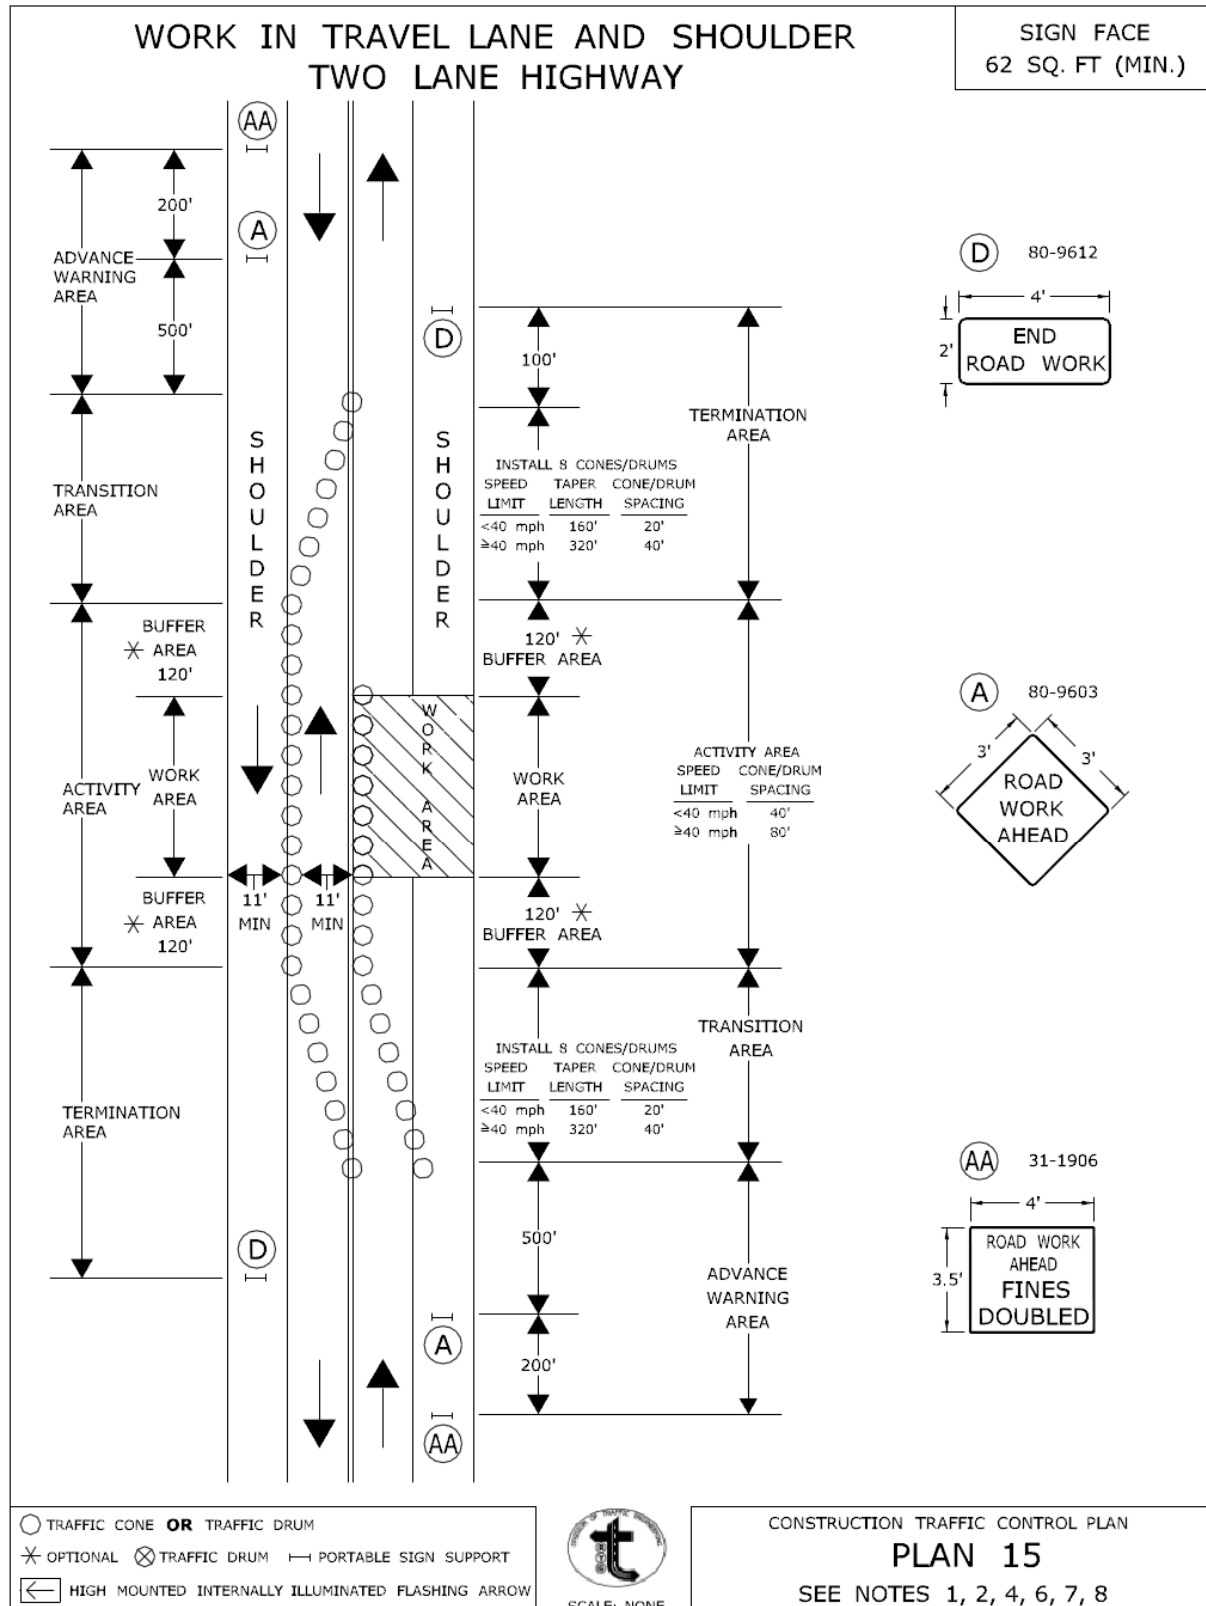 WORK IN TRAVEL LANE AND SHOULDER
TWO LANE HIGHWAY
SIGN FACE
62 SQ. FT (MIN.)
AA
200'
A
ADVANCE
WARNING
AREA
500'
D
100'
TERMINATION
AREA
SHOULDER
SHOULDER
TRANSITION
AREA
INSTALL 8 CONES/DRUMS
SPEED TAPER CONE/DRUM
LIMIT LENGTH SPACING
<40 mph 160' 20'
≥40 mph 320' 40'
BUFFER
* AREA
120'
120' *
BUFFER AREA
WORK AREA
ACTIVITY
AREA
WORK
AREA
WORK
AREA
ACTIVITY AREA
SPEED CONE/DRUM
LIMIT SPACING
<40 mph 40'
≥40 mph 80'
BUFFER
* AREA
120'
11'
MIN
11'
MIN
120' *
BUFFER AREA
TRANSITION
AREA
INSTALL 8 CONES/DRUMS
SPEED TAPER CONE/DRUM
LIMIT LENGTH SPACING
<40 mph 160' 20'
≥40 mph 320' 40'
TERMINATION
AREA
D
500'
ADVANCE
WARNING
AREA
A
200'
AA
D 80-9612
4'
2'
END
ROAD WORK
A 80-9603
3' 3'
ROAD
WORK
AHEAD
AA 31-1906
4'
3.5'
ROAD WORK
AHEAD
FINES
DOUBLED
TRAFFIC CONE OR TRAFFIC DRUM
* OPTIONAL TRAFFIC DRUM PORTABLE SIGN SUPPORT
HIGH MOUNTED INTERNALLY ILLUMINATED FLASHING ARROW
DIVISION OF TRAFFIC ENGINEERING
SCALE: NONE
CONSTRUCTION TRAFFIC CONTROL PLAN
PLAN 15
SEE NOTES 1, 2, 4, 6, 7, 8